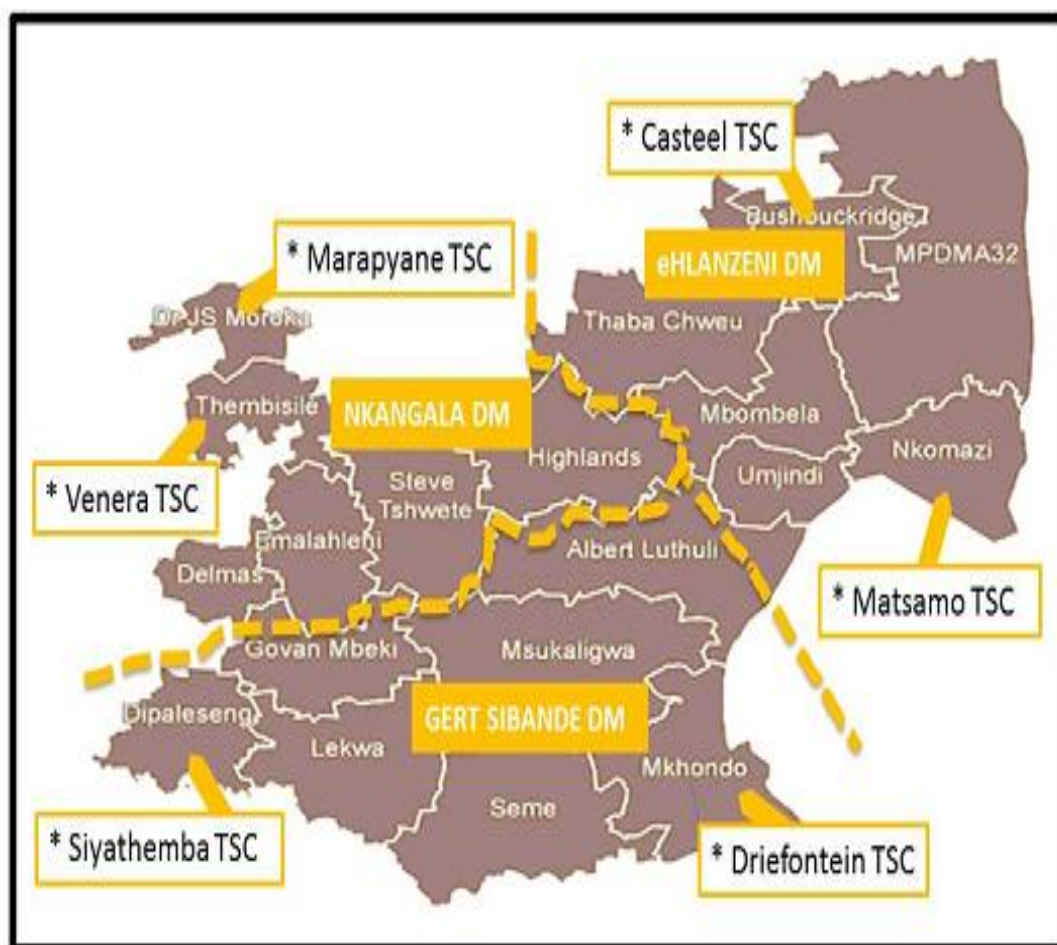 * Casteel TSC
Bushbuckridge
* Marapyane TSC
eHLANZENI DM
MPDMA32
Dr JS Moroka
Thaba Chweu
Thembisile
NKANGALA DM
Mbombela
Highlands
Nkomazi
Umjindi
* Venera TSC
Steve
Tshwete
Emalahleni
Albert Luthuli
Delmas
* Matsamo TSC
Govan Mbeki
Msukaligwa
Dipaleseng
GERT SIBANDE DM
Lekwa
Mkhondo
Seme
* Siyathemba TSC
* Driefontein TSC